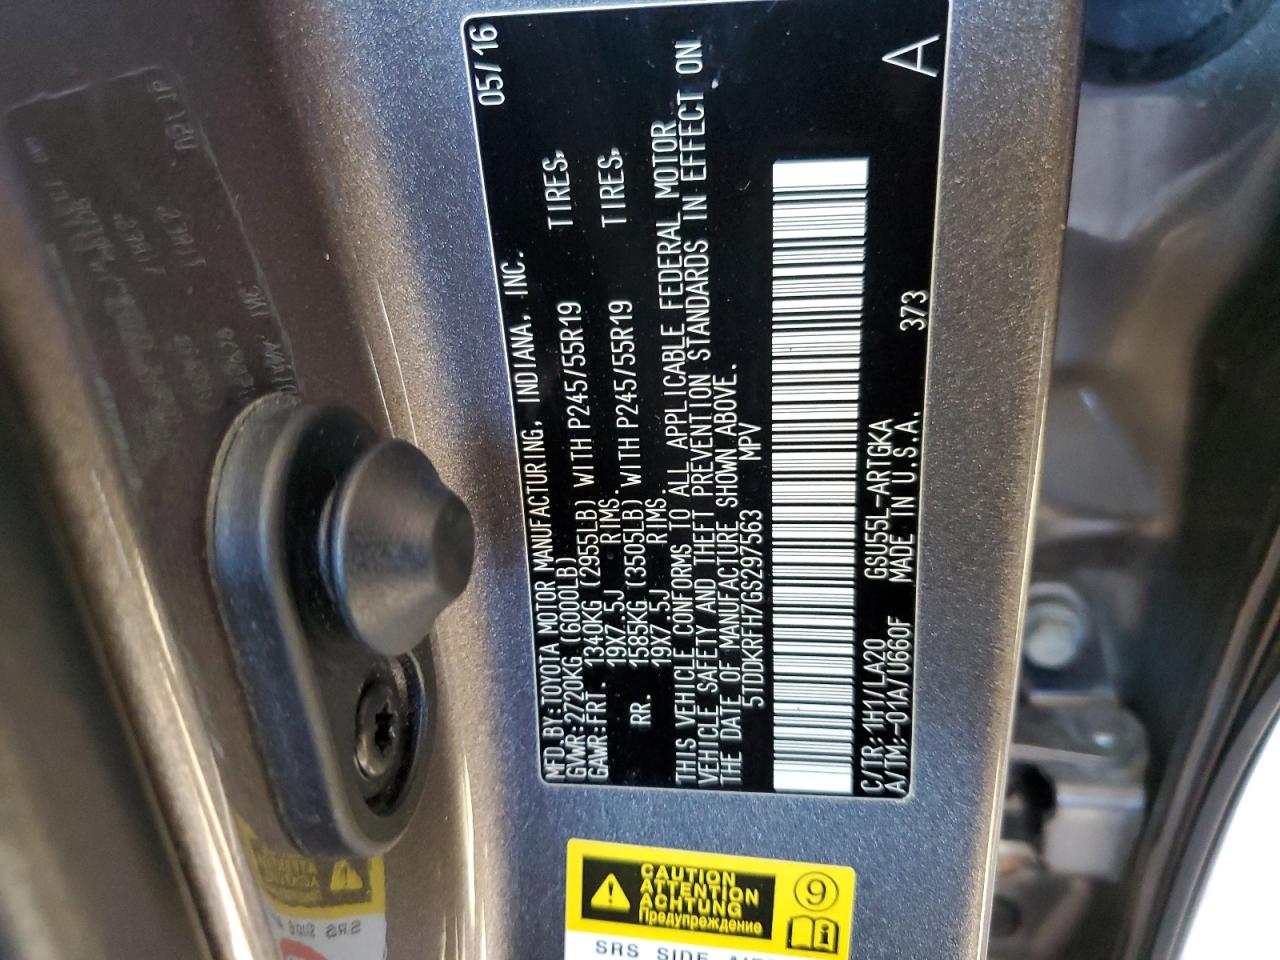 MFD.BY:TOYOTA MOTOR MANUFACTURING, INDIANA, INC. 05/16
GVWR:2720KG (6000LB)
GAWR:FRT. 1340KG (2955LB) WITH P245/55R19 TIRES,
19X7.5J RIMS.
RR. 1585KG (3505LB) WITH P245/55R19 TIRES,
19X7.5J RIMS.
THIS VEHICLE CONFORMS TO ALL APPLICABLE FEDERAL MOTOR
VEHICLE SAFETY AND THEFT PREVENTION STANDARDS IN EFFECT ON
THE DATE OF MANUFACTURE SHOWN ABOVE.
5TDDKRFH7GS297563 MPV
C/TR:1H1/LA20 GSU55L-ARTGKA 373
A/TM:-01A/U660F MADE IN U.S.A. A
CAUTION
ATTENTION
ACHTUNG
Предупреждение
9
SRS SIDE
SRS SIDE